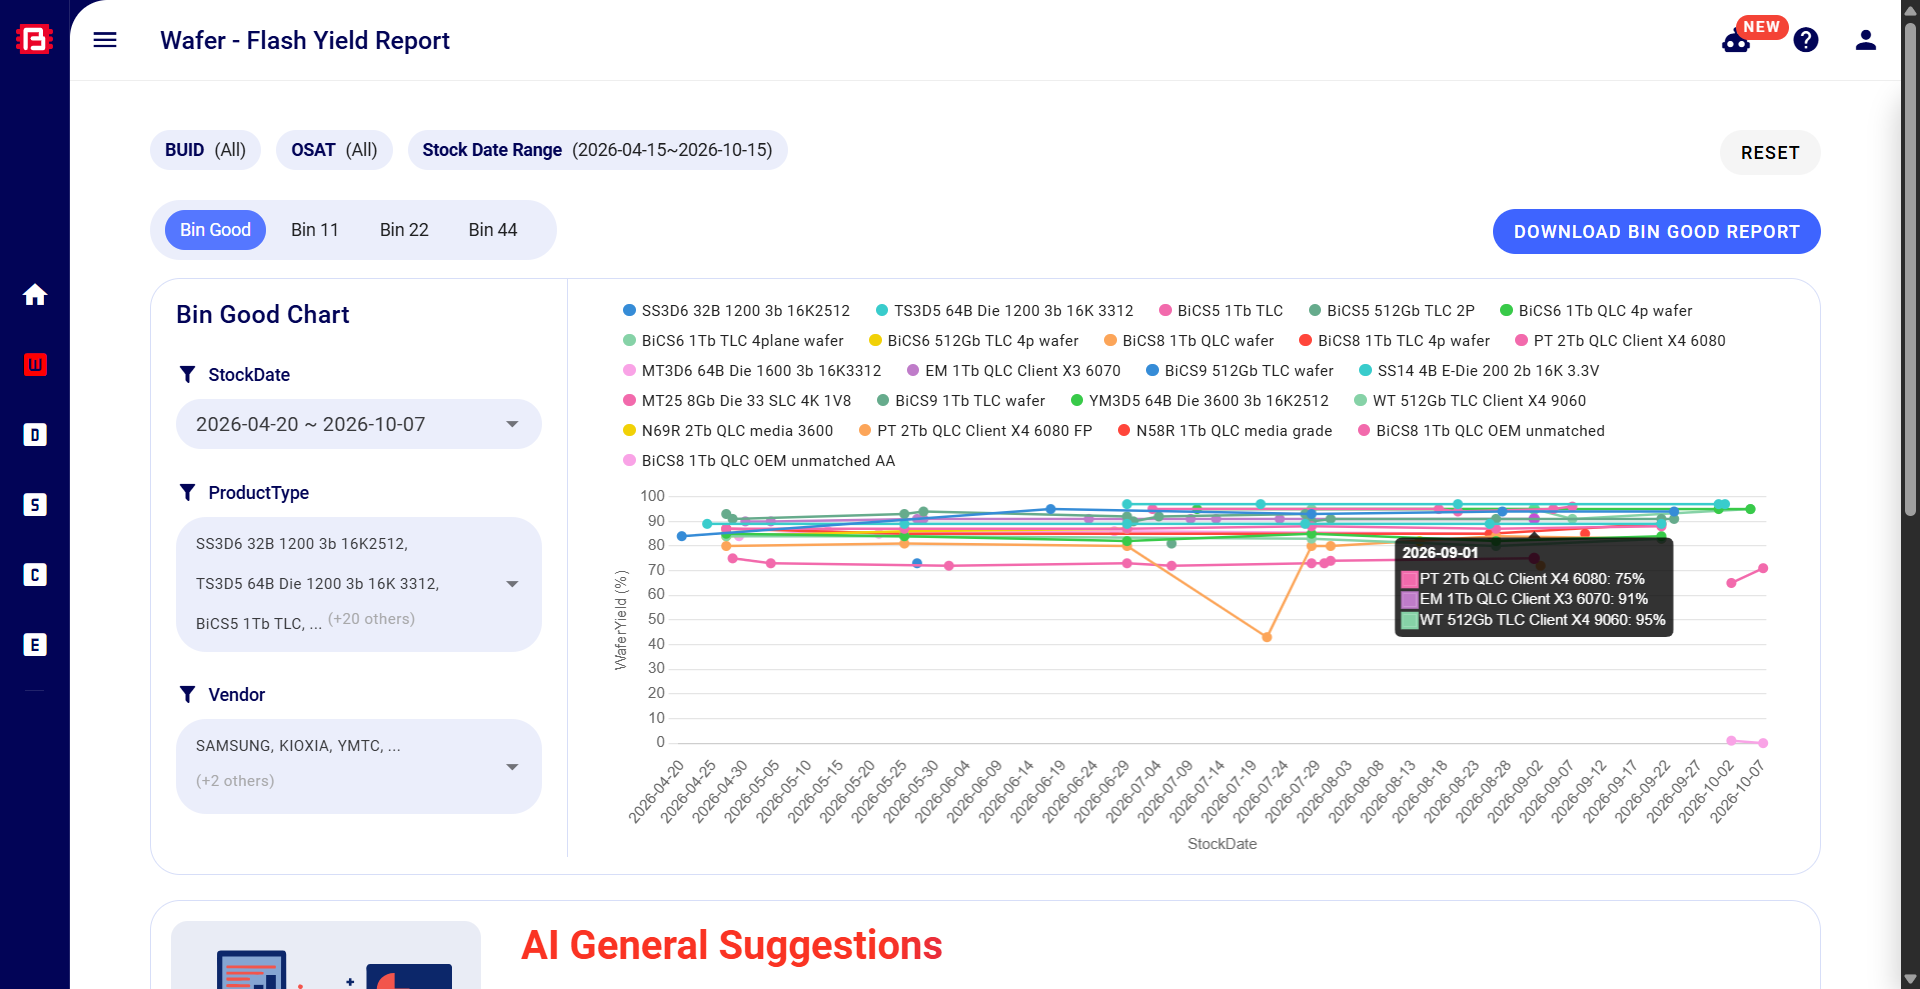 Wafer - Flash Yield Report
NEW
BUID (All)
OSAT (All)
Stock Date Range (2026-04-15~2026-10-15)
RESET
Bin Good
Bin 11
Bin 22
Bin 44
DOWNLOAD BIN GOOD REPORT
W
D
S
C
E
Bin Good Chart
StockDate
2026-04-20 ~ 2026-10-07
ProductType
SS3D6 32B 1200 3b 16K2512,
TS3D5 64B Die 1200 3b 16K 3312,
BiCS5 1Tb TLC, ... (+20 others)
Vendor
SAMSUNG, KIOXIA, YMTC, ...
(+2 others)
SS3D6 32B 1200 3b 16K2512 TS3D5 64B Die 1200 3b 16K 3312 BiCS5 1Tb TLC BiCS5 512Gb TLC 2P BiCS6 1Tb QLC 4p wafer
BiCS6 1Tb TLC 4plane wafer BiCS6 512Gb TLC 4p wafer BiCS8 1Tb QLC wafer BiCS8 1Tb TLC 4p wafer PT 2Tb QLC Client X4 6080
MT3D6 64B Die 1600 3b 16K3312 EM 1Tb QLC Client X3 6070 BiCS9 512Gb TLC wafer SS14 4B E-Die 200 2b 16K 3.3V
MT25 8Gb Die 33 SLC 4K 1V8 BiCS9 1Tb TLC wafer YM3D5 64B Die 3600 3b 16K2512 WT 512Gb TLC Client X4 9060
N69R 2Tb QLC media 3600 PT 2Tb QLC Client X4 6080 FP N58R 1Tb QLC media grade BiCS8 1Tb QLC OEM unmatched
BiCS8 1Tb QLC OEM unmatched AA
WaferYield (%)
100
90
80
70
60
50
40
30
20
10
0
2026-09-01
PT 2Tb QLC Client X4 6080: 75%
EM 1Tb QLC Client X3 6070: 91%
WT 512Gb TLC Client X4 9060: 95%
2026-04-20
2026-04-25
2026-04-30
2026-05-05
2026-05-10
2026-05-15
2026-05-20
2026-05-25
2026-05-30
2026-06-04
2026-06-09
2026-06-14
2026-06-19
2026-06-24
2026-06-29
2026-07-04
2026-07-09
2026-07-14
2026-07-19
2026-07-24
2026-07-29
2026-08-03
2026-08-08
2026-08-13
2026-08-18
2026-08-23
2026-08-28
2026-09-02
2026-09-07
2026-09-12
2026-09-17
2026-09-22
2026-09-27
2026-10-02
2026-10-07
StockDate
AI General Suggestions